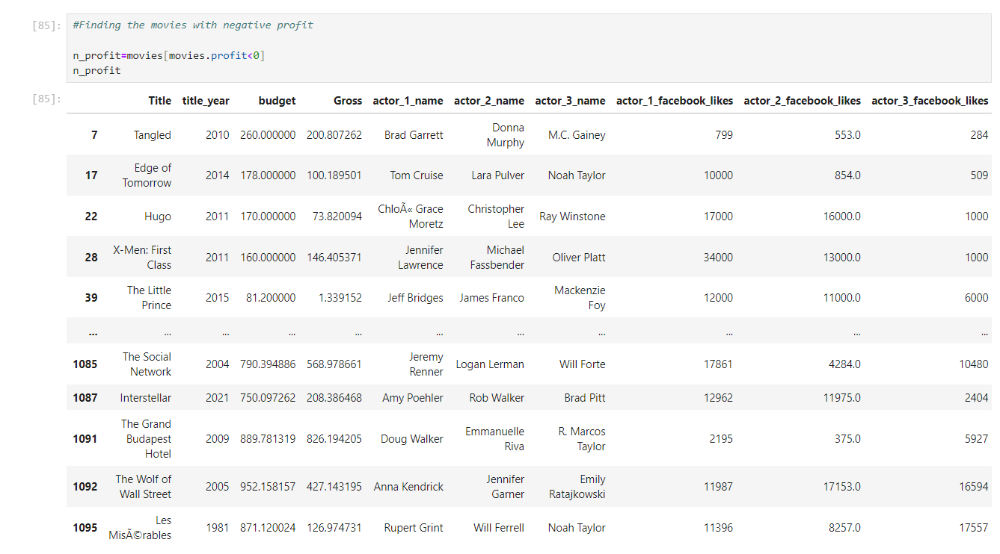 [85]: #Finding the movies with negative profit
n_profit=movies[movies.profit<0]
n_profit
[85]: Title title_year budget Gross actor_1_name actor_2_name actor_3_name actor_1_facebook_likes actor_2_facebook_likes actor_3_facebook_likes
7 Tangled 2010 260.000000 200.807262 Brad Garrett Donna Murphy M.C. Gainey 799 553.0 284
17 Edge of Tomorrow 2014 178.000000 100.189501 Tom Cruise Lara Pulver Noah Taylor 10000 854.0 509
22 Hugo 2011 170.000000 73.820094 ChloÃ« Grace Moretz Christopher Lee Ray Winstone 17000 16000.0 1000
28 X-Men: First Class 2011 160.000000 146.405371 Jennifer Lawrence Michael Fassbender Oliver Platt 34000 13000.0 1000
39 The Little Prince 2015 81.200000 1.339152 Jeff Bridges James Franco Mackenzie Foy 12000 11000.0 6000
... ... ... ... ... ... ... ... ... ... ...
1085 The Social Network 2004 790.394886 568.978661 Jeremy Renner Logan Lerman Will Forte 17861 4284.0 10480
1087 Interstellar 2021 750.097262 208.386468 Amy Poehler Rob Walker Brad Pitt 12962 11975.0 2404
1091 The Grand Budapest Hotel 2009 889.781319 826.194205 Doug Walker Emmanuelle Riva R. Marcos Taylor 2195 375.0 5927
1092 The Wolf of Wall Street 2005 952.158157 427.143195 Anna Kendrick Jennifer Garner Emily Ratajkowski 11987 17153.0 16594
1095 Les MisÃ©rables 1981 871.120024 126.974731 Rupert Grint Will Ferrell Noah Taylor 11396 8257.0 17557